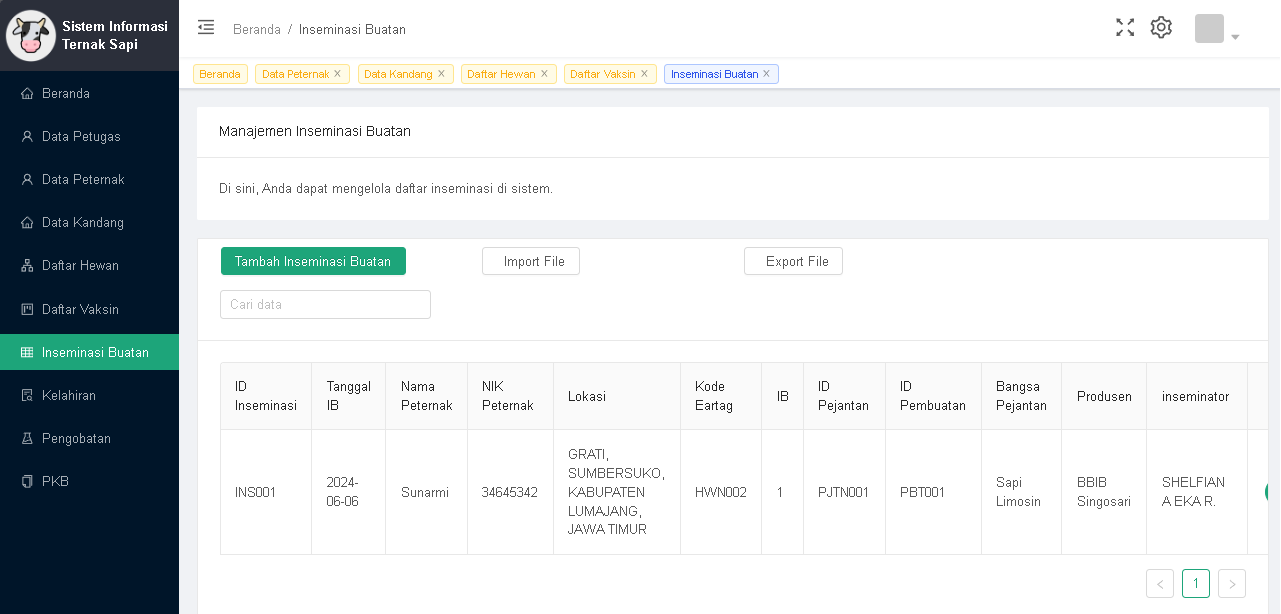 Sistem Informasi
Ternak Sapi
Beranda
Data Petugas
Data Peternak
Data Kandang
Daftar Hewan
Daftar Vaksin
Inseminasi Buatan
Kelahiran
Pengobatan
PKB
Beranda / Inseminasi Buatan
Beranda Data Peternak × Data Kandang × Daftar Hewan × Daftar Vaksin × Inseminasi Buatan ×
Manajemen Inseminasi Buatan
Di sini, Anda dapat mengelola daftar inseminasi di sistem.
Tambah Inseminasi Buatan Import File Export File
Cari data
ID
Inseminasi
Tanggal
IB
Nama
Peternak
NIK
Peternak
Lokasi
Kode
Eartag
IB
ID
Pejantan
ID
Pembuatan
Bangsa
Pejantan
Produsen
inseminator
INS001
2024-
06-06
Sunarmi
34645342
GRATI,
SUMBERSUKO,
KABUPATEN
LUMAJANG,
JAWA TIMUR
HWN002
1
PJTN001
PBT001
Sapi
Limosin
BBIB
Singosari
SHELFIAN
A EKA R.
< 1 >